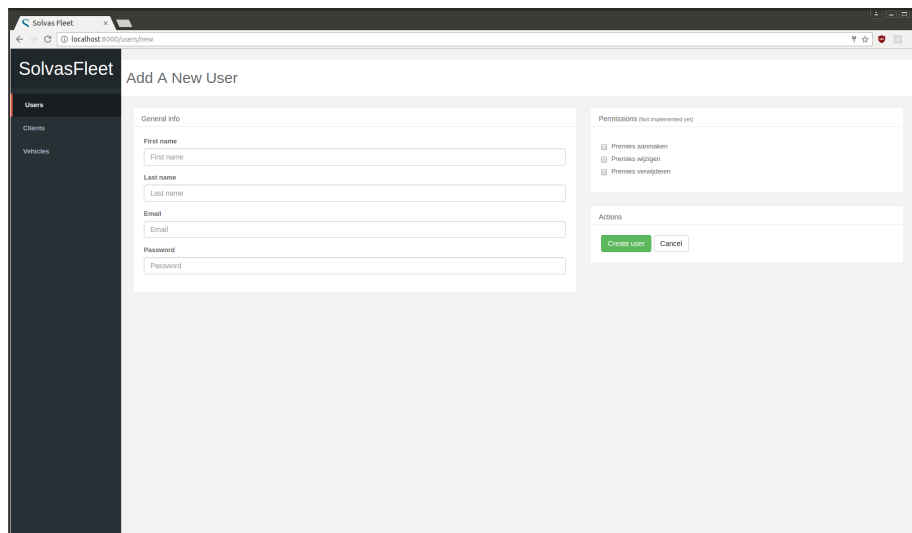 Solvas Fleet
localhost:8000/users/new
SolvasFleet
Users
Clients
Vehicles
Add A New User
General info
First name
First name
Last name
Last name
Email
Email
Password
Password
Permissions (Not implemented yet)
Premies aanmaken
Premies wijzigen
Premies verwijderen
Actions
Create user
Cancel